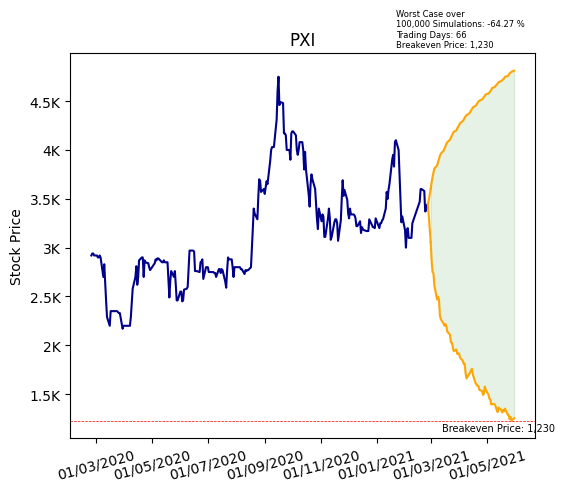 Worst Case over
100,000 Simulations: -64.27 %
Trading Days: 66
Breakeven Price: 1,230
PXI
Stock Price
4.5K
4K
3.5K
3K
2.5K
2K
1.5K
Breakeven Price: 1,230
01/03/2020
01/05/2020
01/07/2020
01/09/2020
01/11/2020
01/01/2021
01/03/2021
01/05/2021